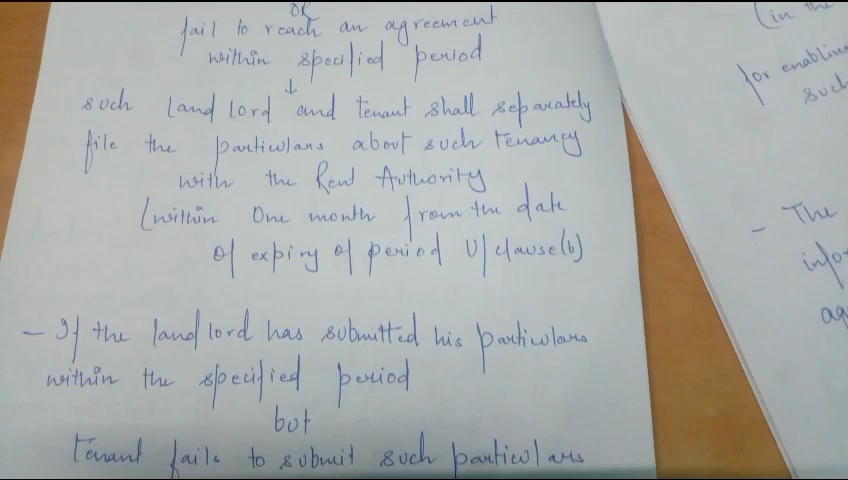 OR
fail to reach an agreement
within specified period
↓
such land lord and tenant shall separately
file the particulars about such tenancy
with the Rent Authority
(within One month from the date
of expiry of period U/clause(b)
- If the land lord has submitted his particulars
within the specified period
but
tenant fails to submit such particulars
(in the
for enabling
such
- The